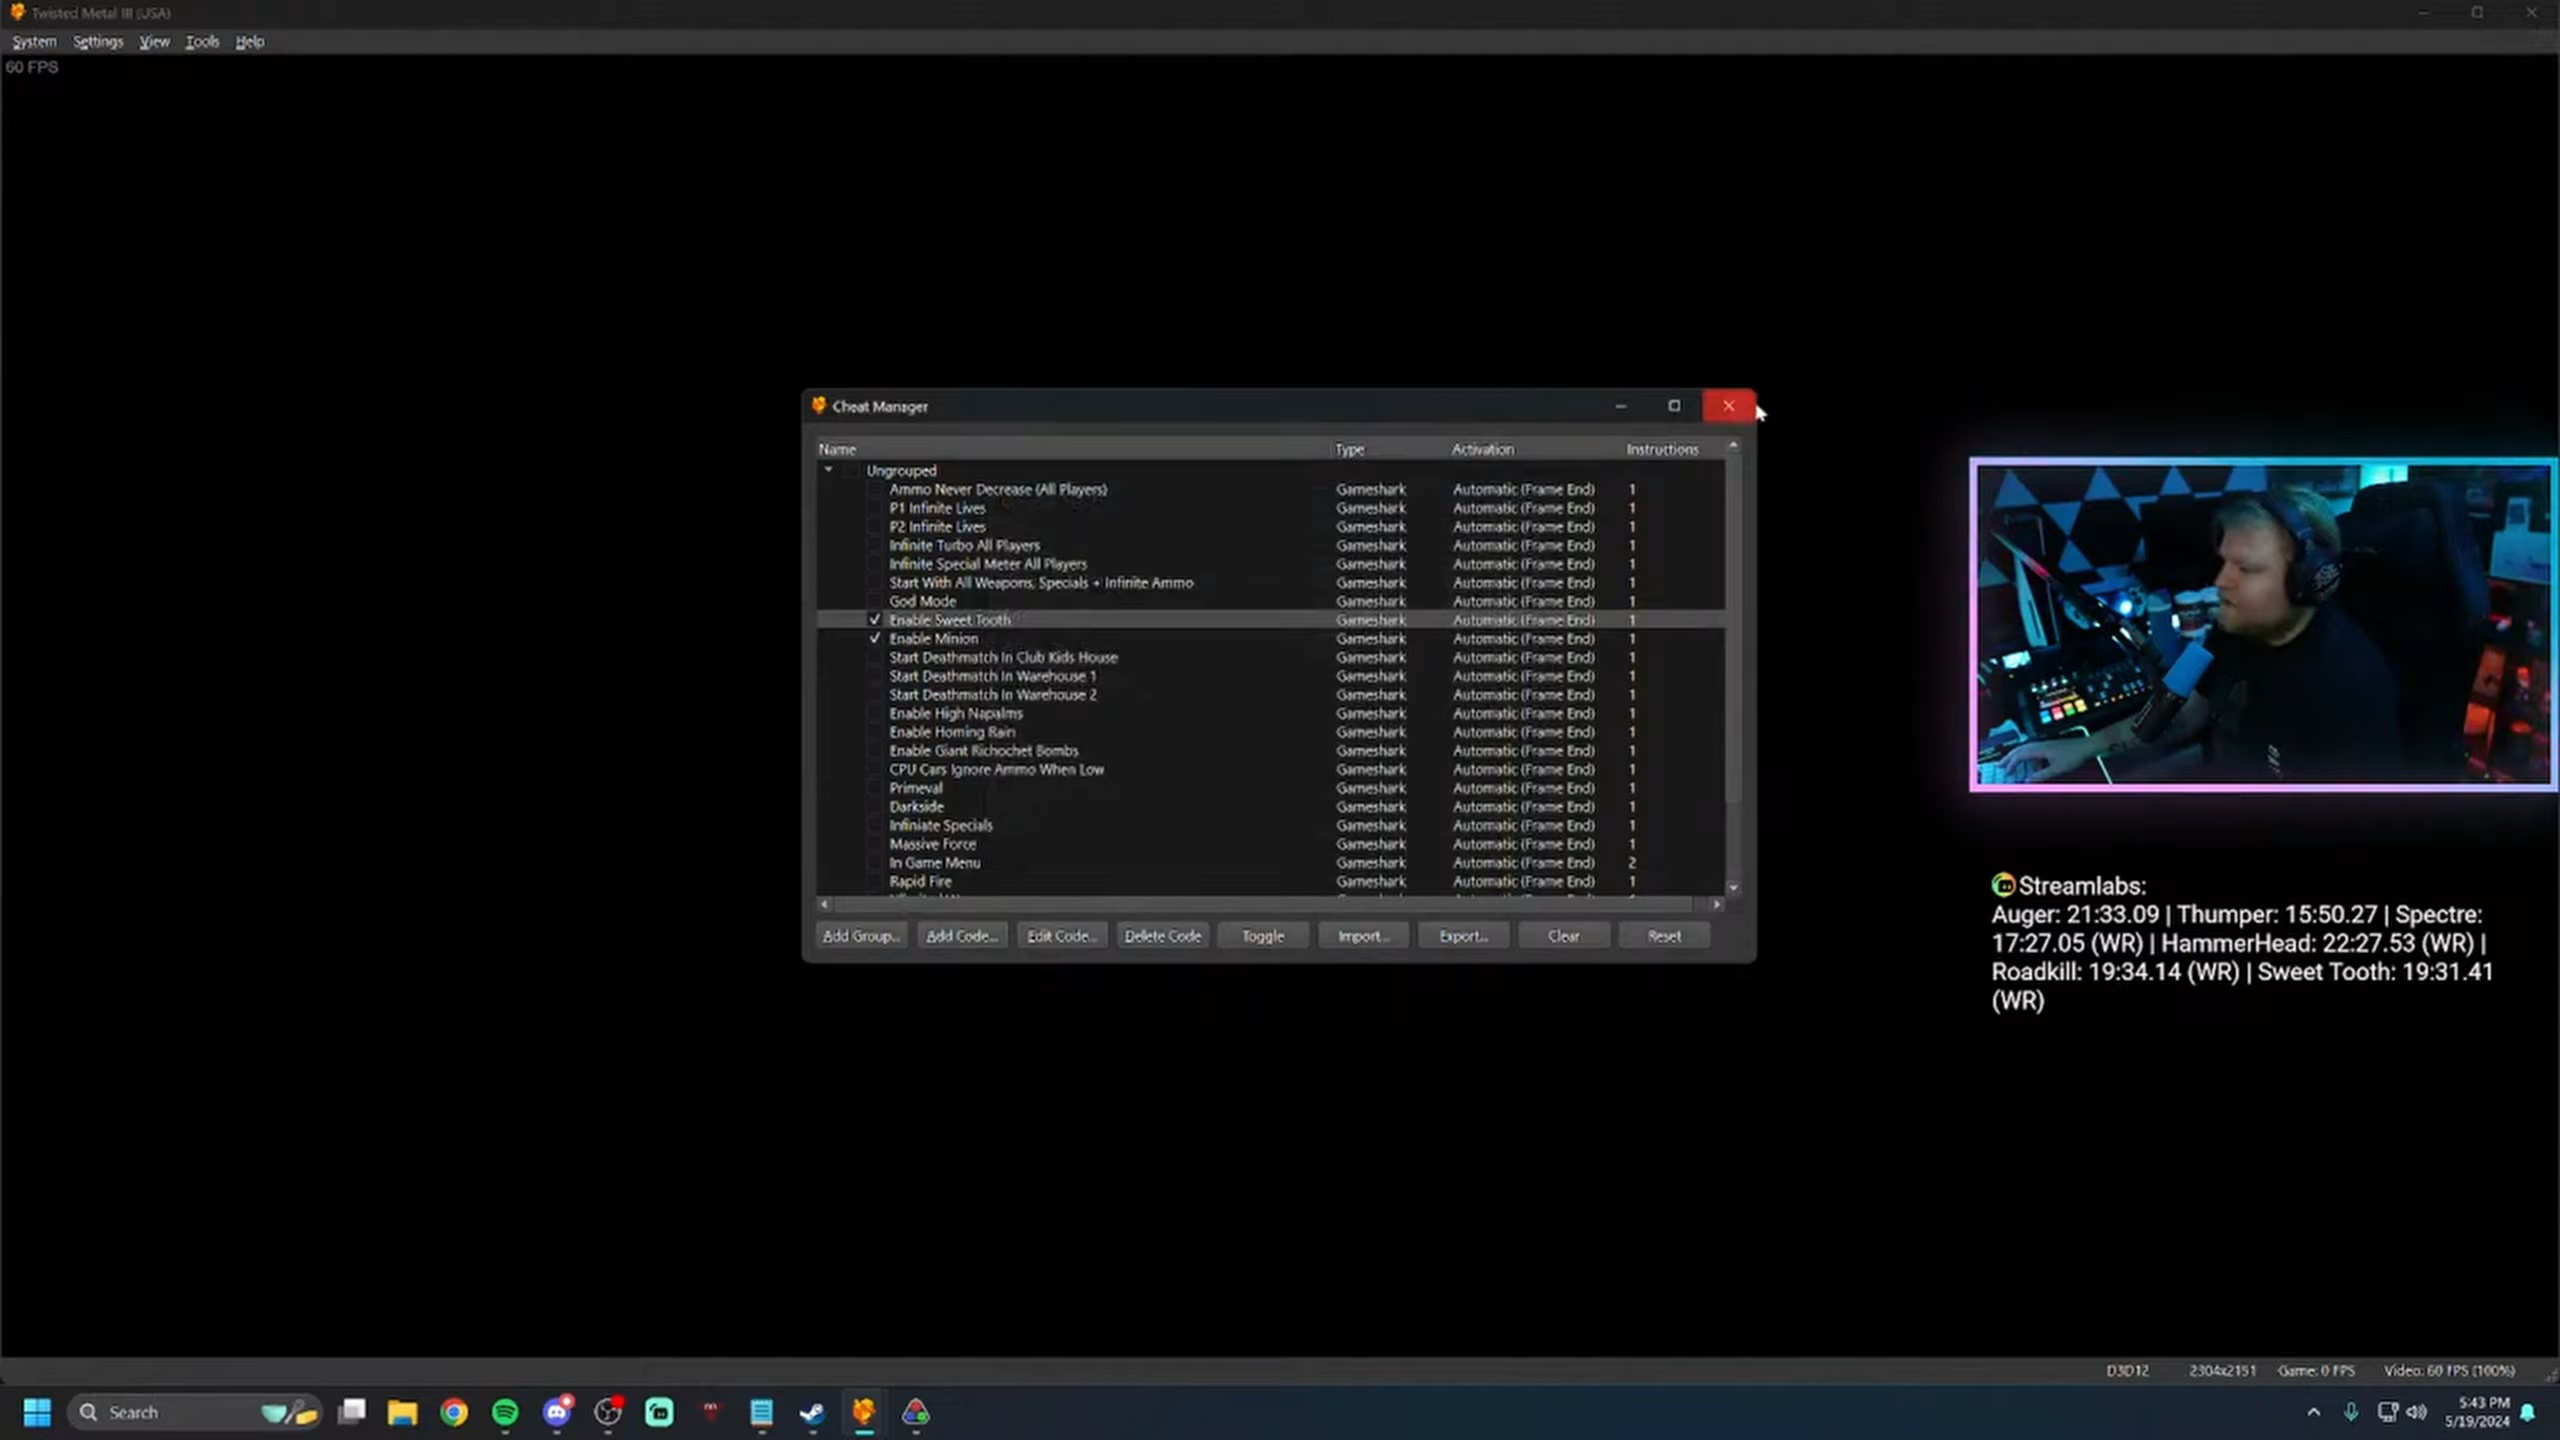 Twisted Metal III (USA)
System Settings View Tools Help
60 FPS
Cheat Manager
Name Type Activation Instructions
Ungrouped
Ammo Never Decrease (All Players) Gameshark Automatic (Frame End) 1
P1 Infinite Lives Gameshark Automatic (Frame End) 1
P2 Infinite Lives Gameshark Automatic (Frame End) 1
Infinite Turbo All Players Gameshark Automatic (Frame End) 1
Infinite Special Meter All Players Gameshark Automatic (Frame End) 1
Start With All Weapons, Specials + Infinite Ammo Gameshark Automatic (Frame End) 1
God Mode Gameshark Automatic (Frame End) 1
Enable Sweet Tooth Gameshark Automatic (Frame End) 1
Enable Minion Gameshark Automatic (Frame End) 1
Start Deathmatch In Club Kids House Gameshark Automatic (Frame End) 1
Start Deathmatch In Warehouse 1 Gameshark Automatic (Frame End) 1
Start Deathmatch In Warehouse 2 Gameshark Automatic (Frame End) 1
Enable High Napalms Gameshark Automatic (Frame End) 1
Enable Homing Rain Gameshark Automatic (Frame End) 1
Enable Giant Richochet Bombs Gameshark Automatic (Frame End) 1
CPU Cars Ignore Ammo When Low Gameshark Automatic (Frame End) 1
Primeval Gameshark Automatic (Frame End) 1
Darkside Gameshark Automatic (Frame End) 1
Infiniate Specials Gameshark Automatic (Frame End) 1
Massive Force Gameshark Automatic (Frame End) 1
In Game Menu Gameshark Automatic (Frame End) 2
Rapid Fire Gameshark Automatic (Frame End) 1
Add Group... Add Code... Edit Code... Delete Code Toggle Import... Export... Clear Reset
Streamlabs:
Auger: 21:33.09 | Thumper: 15:50.27 | Spectre:
17:27.05 (WR) | HammerHead: 22:27.53 (WR) |
Roadkill: 19:34.14 (WR) | Sweet Tooth: 19:31.41
(WR)
D3D12 2304x2151 Game: 0 FPS Video: 60 FPS (100%)
Search
5:43 PM
5/19/2024